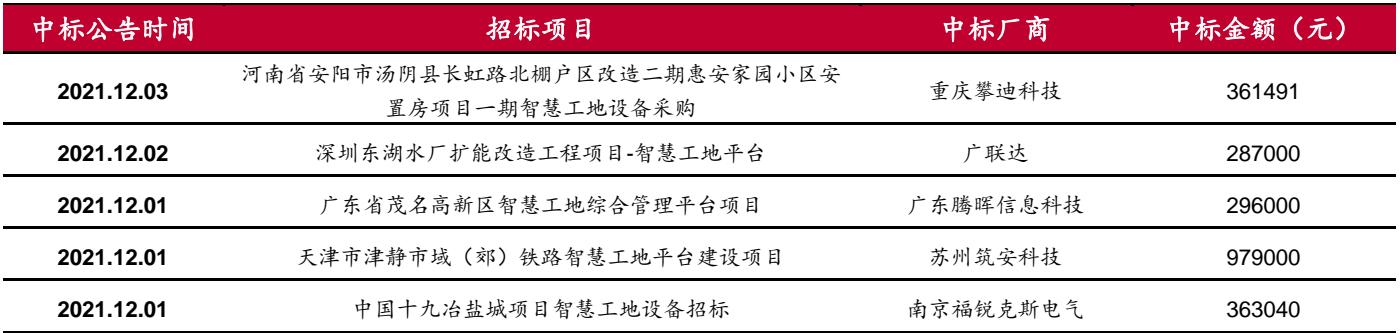 中标公告时间 招标项目 中标厂商 中标金额（元）
2021.12.03 河南省安阳市汤阴县长虹路北棚户区改造二期惠安家园小区安 重庆攀迪科技 361491
置房项目一期智慧工地设备采购
2021.12.02 深圳东湖水厂扩能改造工程项目-智慧工地平台 广联达 287000
2021.12.01 广东省茂名高新区智慧工地综合管理平台项目 广东腾晖信息科技 296000
2021.12.01 天津市津静市域（郊）铁路智慧工地平台建设项目 苏州筑安科技 979000
2021.12.01 中国十九冶盐城项目智慧工地设备招标 南京福锐克斯电气 363040